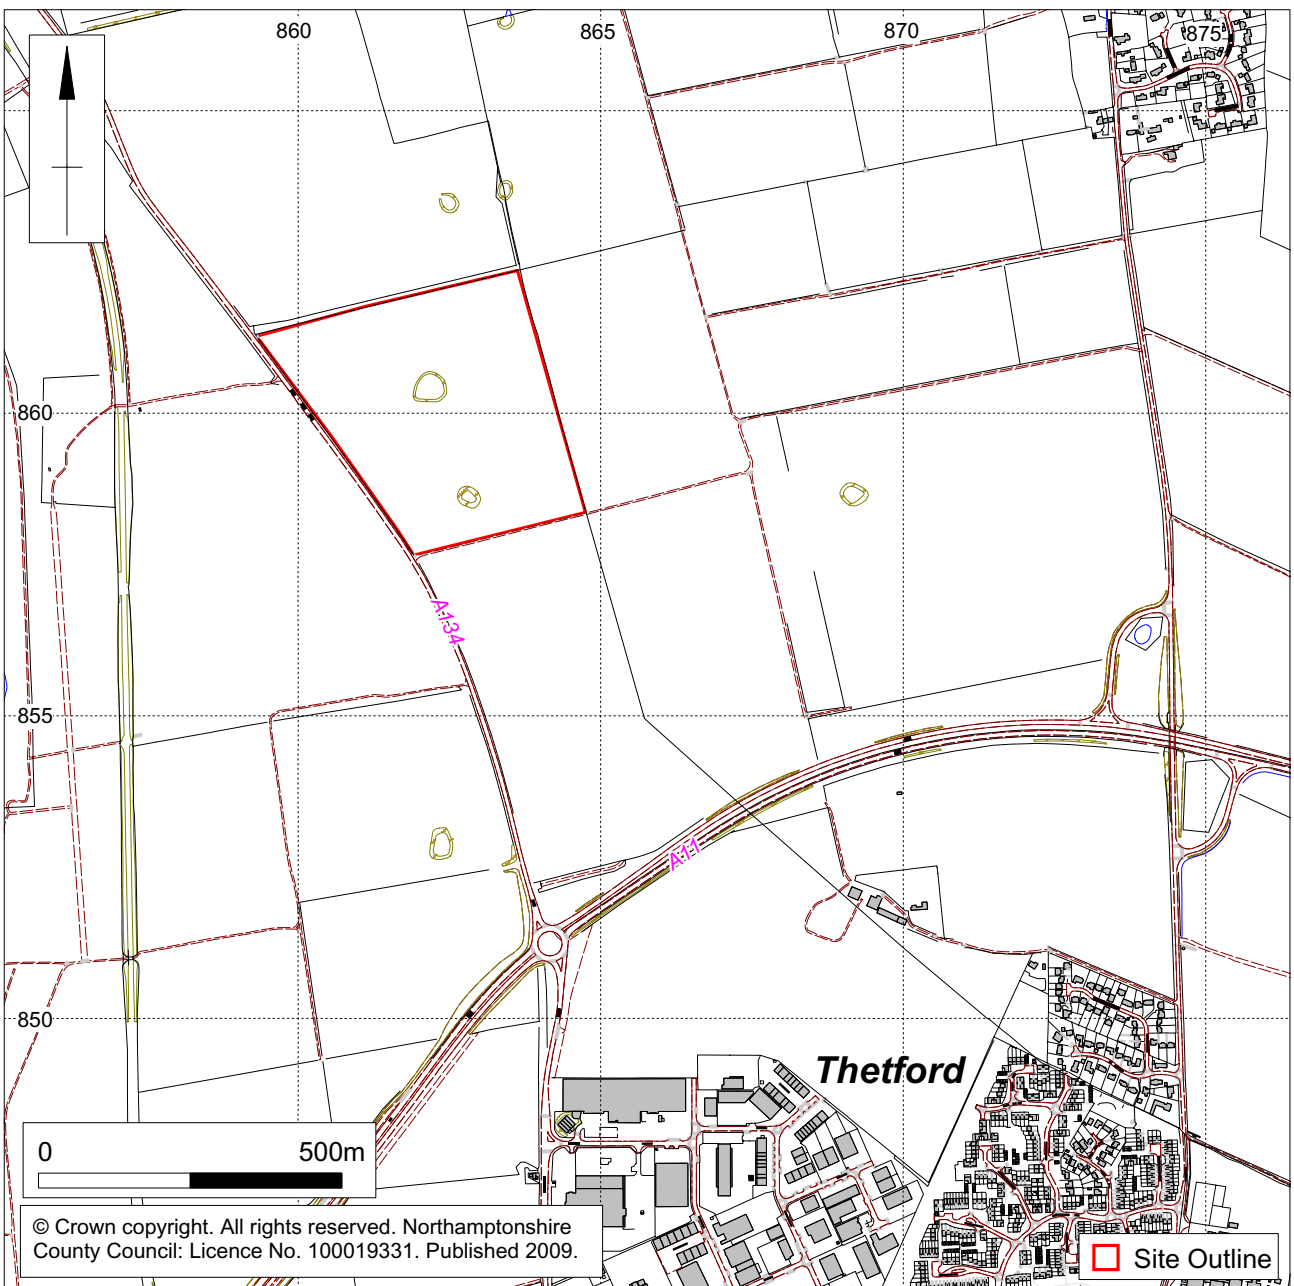 860
865
870
875
860
A134
855
A11
850
Thetford
0
500m
© Crown copyright. All rights reserved. Northamptonshire
County Council: Licence No. 100019331. Published 2009.
Site Outline